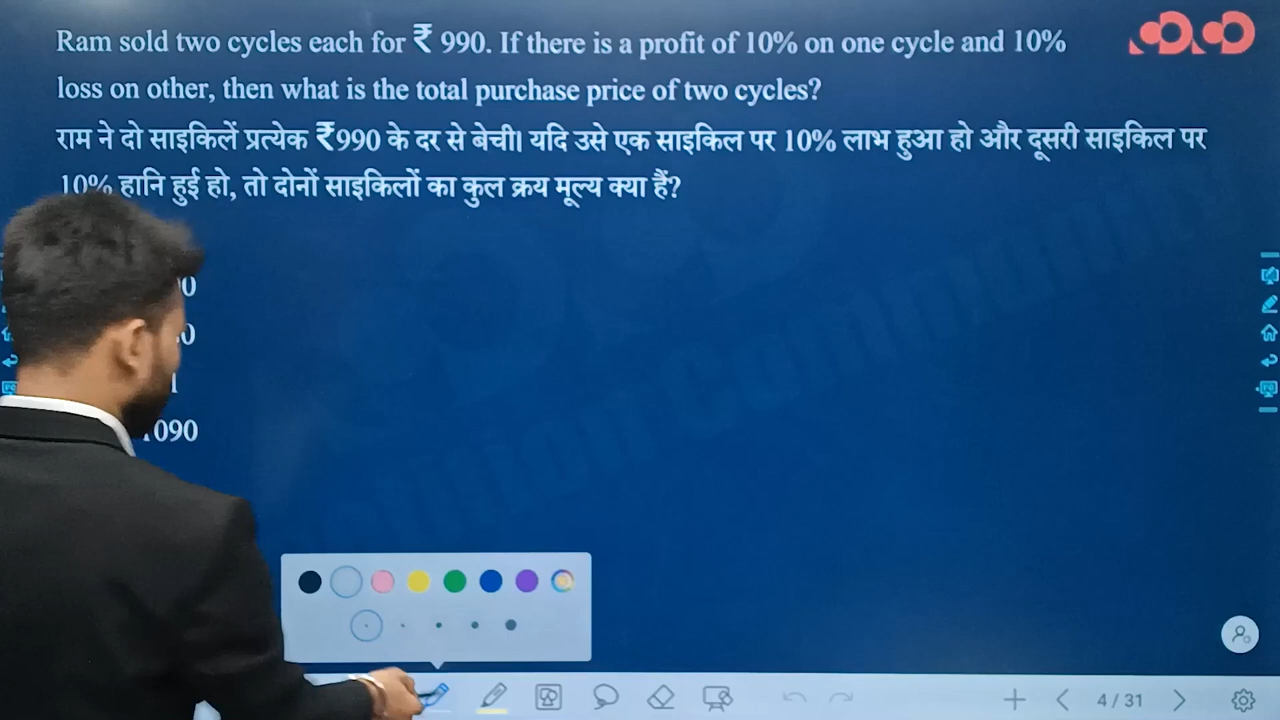 Ram sold two cycles each for ₹ 990. If there is a profit of 10% on one cycle and 10%
loss on other, then what is the total purchase price of two cycles?
राम ने दो साइकिलें प्रत्येक ₹990 के दर से बेची। यदि उसे एक साइकिल पर 10% लाभ हुआ हो और दूसरी साइकिल पर
10% हानि हुई हो, तो दोनों साइकिलों का कुल क्रय मूल्य क्या हैं?
1090
4 / 31